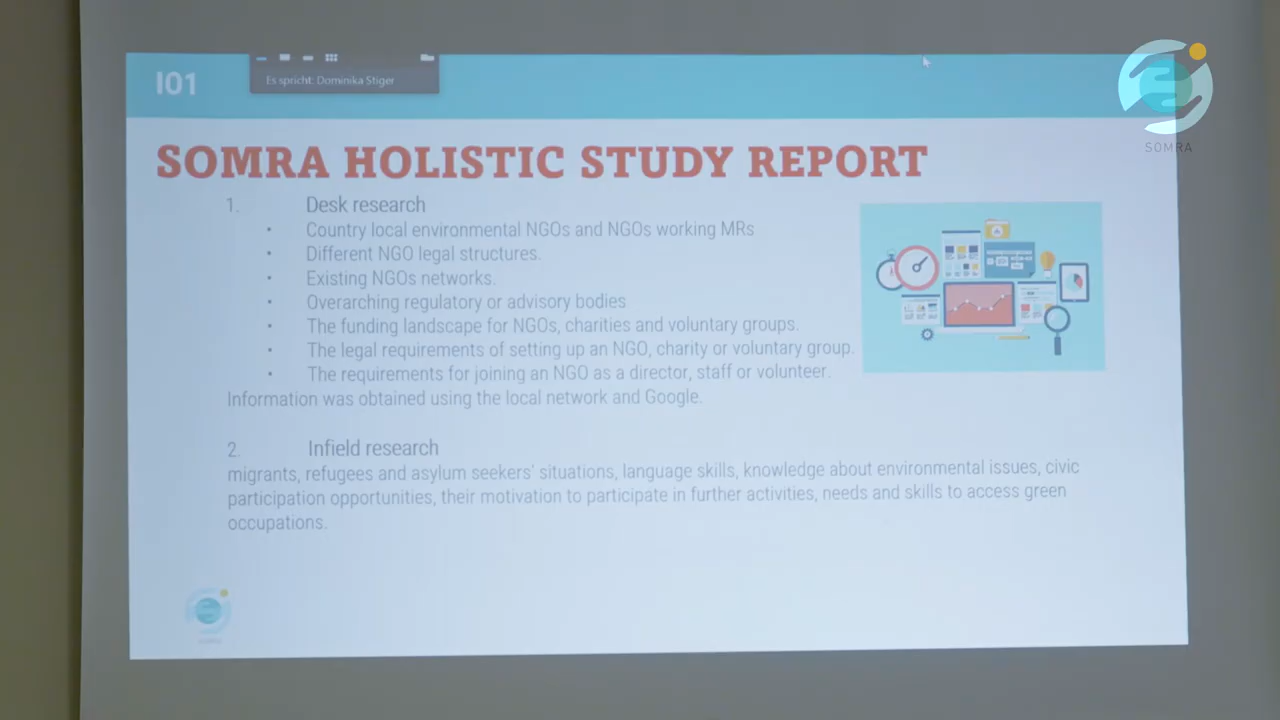 I01
Es spricht: Dominika Stiger
SOMRA
SOMRA HOLISTIC STUDY REPORT
1. Desk research
• Country local environmental NGOs and NGOs working MRs
• Different NGO legal structures.
• Existing NGOs networks.
• Overarching regulatory or advisory bodies
• The funding landscape for NGOs, charities and voluntary groups.
• The legal requirements of setting up an NGO, charity or voluntary group.
• The requirements for joining an NGO as a director, staff or volunteer.
Information was obtained using the local network and Google.
2. Infield research
migrants, refugees and asylum seekers' situations, language skills, knowledge about environmental issues, civic
participation opportunities, their motivation to participate in further activities, needs and skills to access green
occupations.
SOMRA